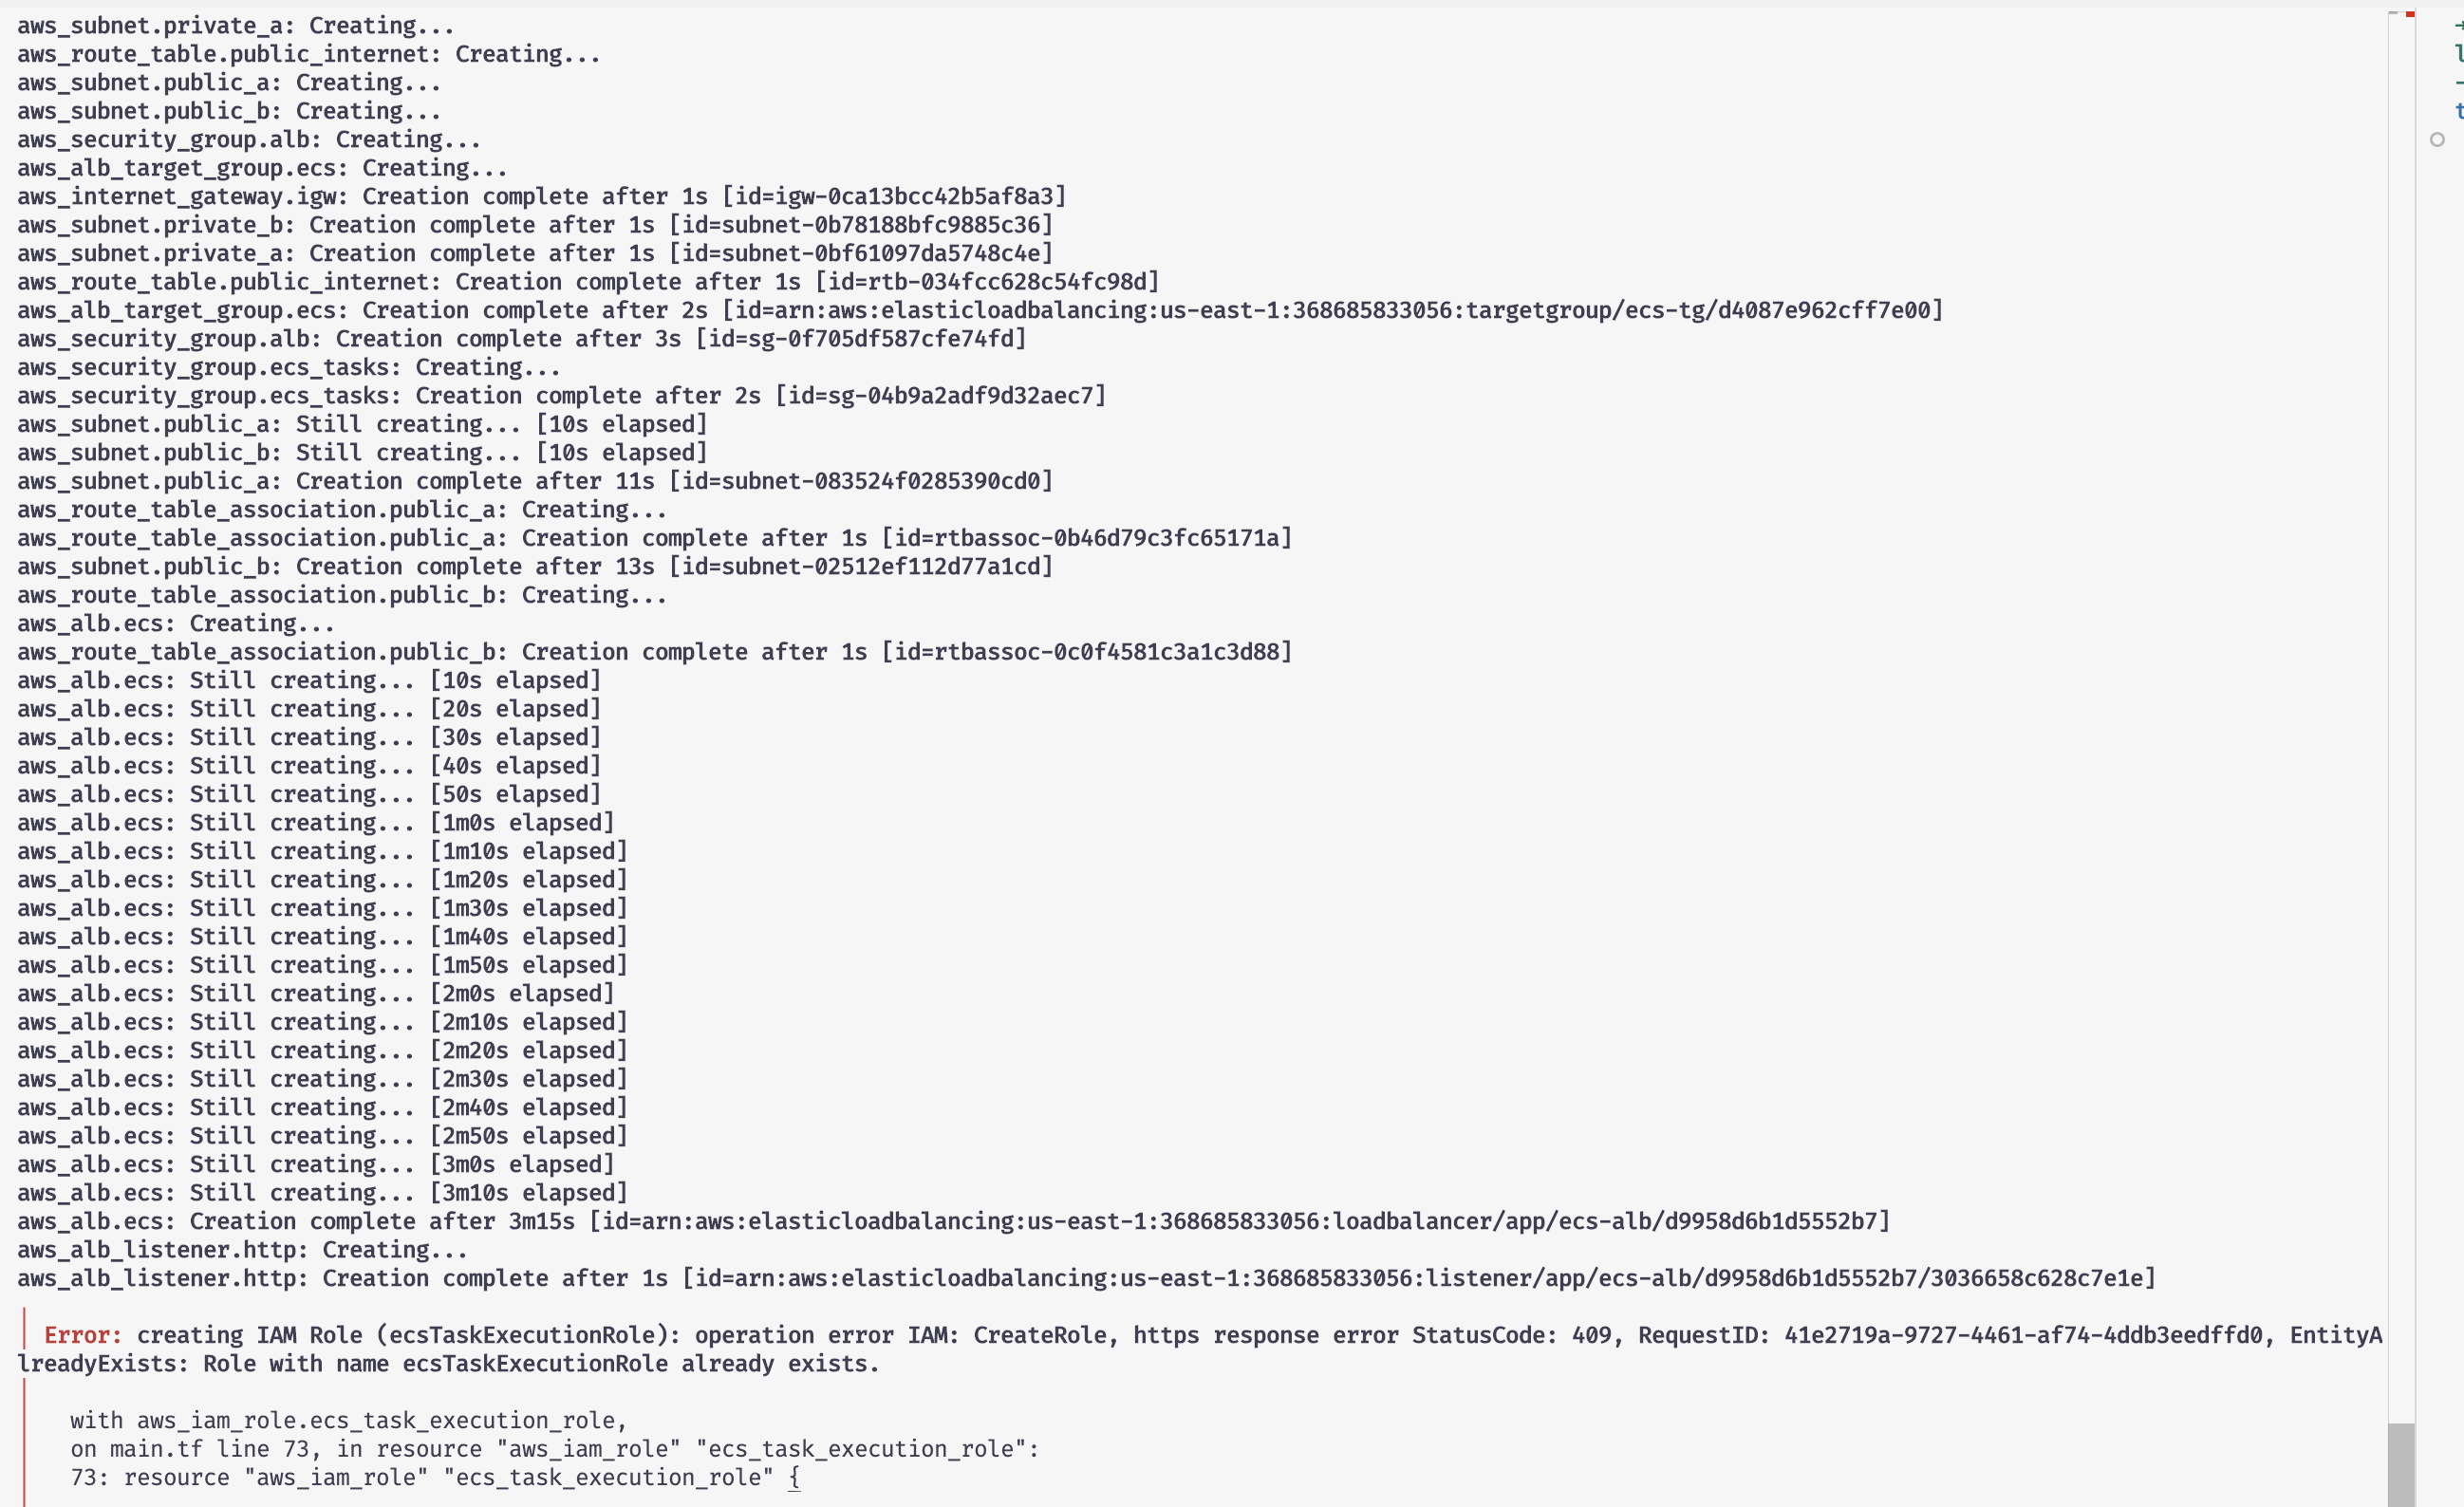 aws_subnet.private_a: Creating...
aws_route_table.public_internet: Creating...
aws_subnet.public_a: Creating...
aws_subnet.public_b: Creating...
aws_security_group.alb: Creating...
aws_alb_target_group.ecs: Creating...
aws_internet_gateway.igw: Creation complete after 1s [id=igw-0ca13bcc42b5af8a3]
aws_subnet.private_b: Creation complete after 1s [id=subnet-0b78188bfc9885c36]
aws_subnet.private_a: Creation complete after 1s [id=subnet-0bf61097da5748c4e]
aws_route_table.public_internet: Creation complete after 1s [id=rtb-034fcc628c54fc98d]
aws_alb_target_group.ecs: Creation complete after 2s [id=arn:aws:elasticloadbalancing:us-east-1:368685833056:targetgroup/ecs-tg/d4087e962cff7e00]
aws_security_group.alb: Creation complete after 3s [id=sg-0f705df587cfe74fd]
aws_security_group.ecs_tasks: Creating...
aws_security_group.ecs_tasks: Creation complete after 2s [id=sg-04b9a2adf9d32aec7]
aws_subnet.public_a: Still creating... [10s elapsed]
aws_subnet.public_b: Still creating... [10s elapsed]
aws_subnet.public_a: Creation complete after 11s [id=subnet-083524f0285390cd0]
aws_route_table_association.public_a: Creating...
aws_route_table_association.public_a: Creation complete after 1s [id=rtbassoc-0b46d79c3fc65171a]
aws_subnet.public_b: Creation complete after 13s [id=subnet-02512ef112d77a1cd]
aws_route_table_association.public_b: Creating...
aws_alb.ecs: Creating...
aws_route_table_association.public_b: Creation complete after 1s [id=rtbassoc-0c0f4581c3a1c3d88]
aws_alb.ecs: Still creating... [10s elapsed]
aws_alb.ecs: Still creating... [20s elapsed]
aws_alb.ecs: Still creating... [30s elapsed]
aws_alb.ecs: Still creating... [40s elapsed]
aws_alb.ecs: Still creating... [50s elapsed]
aws_alb.ecs: Still creating... [1m0s elapsed]
aws_alb.ecs: Still creating... [1m10s elapsed]
aws_alb.ecs: Still creating... [1m20s elapsed]
aws_alb.ecs: Still creating... [1m30s elapsed]
aws_alb.ecs: Still creating... [1m40s elapsed]
aws_alb.ecs: Still creating... [1m50s elapsed]
aws_alb.ecs: Still creating... [2m0s elapsed]
aws_alb.ecs: Still creating... [2m10s elapsed]
aws_alb.ecs: Still creating... [2m20s elapsed]
aws_alb.ecs: Still creating... [2m30s elapsed]
aws_alb.ecs: Still creating... [2m40s elapsed]
aws_alb.ecs: Still creating... [2m50s elapsed]
aws_alb.ecs: Still creating... [3m0s elapsed]
aws_alb.ecs: Still creating... [3m10s elapsed]
aws_alb.ecs: Creation complete after 3m15s [id=arn:aws:elasticloadbalancing:us-east-1:368685833056:loadbalancer/app/ecs-alb/d9958d6b1d5552b7]
aws_alb_listener.http: Creating...
aws_alb_listener.http: Creation complete after 1s [id=arn:aws:elasticloadbalancing:us-east-1:368685833056:listener/app/ecs-alb/d9958d6b1d5552b7/3036658c628c7e1e]
Error: creating IAM Role (ecsTaskExecutionRole): operation error IAM: CreateRole, https response error StatusCode: 409, RequestID: 41e2719a-9727-4461-af74-4ddb3eedffd0, EntityA
lreadyExists: Role with name ecsTaskExecutionRole already exists.
with aws_iam_role.ecs_task_execution_role,
on main.tf line 73, in resource "aws_iam_role" "ecs_task_execution_role":
73: resource "aws_iam_role" "ecs_task_execution_role" {